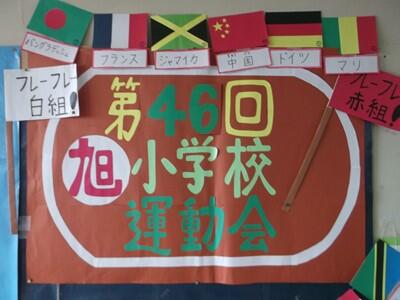 バングラデッシュ
フランス
ジャマイカ
中国
ドイツ
マリ
フレーフレー
白組!
フレーフレー
赤組!
第46回
旭小学校
運動会